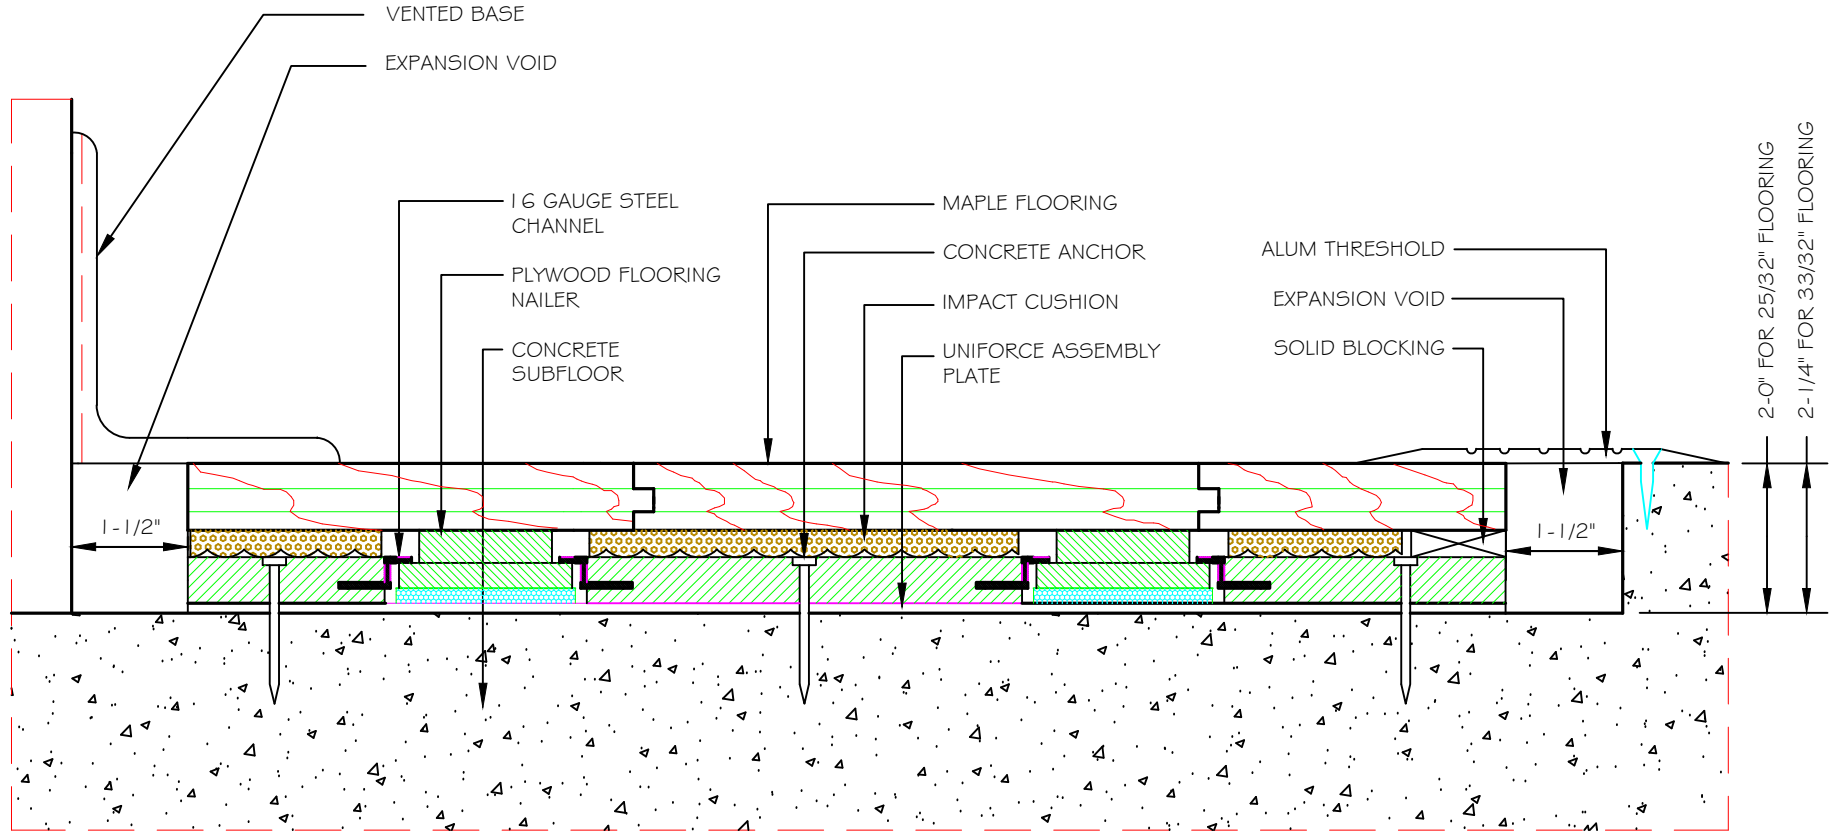 VENTED BASE
EXPANSION VOID
16 GAUGE STEEL
CHANNEL
PLYWOOD FLOORING
NAILER
CONCRETE
SUBFLOOR
MAPLE FLOORING
CONCRETE ANCHOR
IMPACT CUSHION
UNIFORCE ASSEMBLY
PLATE
ALUM THRESHOLD
EXPANSION VOID
SOLID BLOCKING
2-0" FOR 25/32" FLOORING
2-1/4" FOR 33/32" FLOORING
1-1/2"
1-1/2"